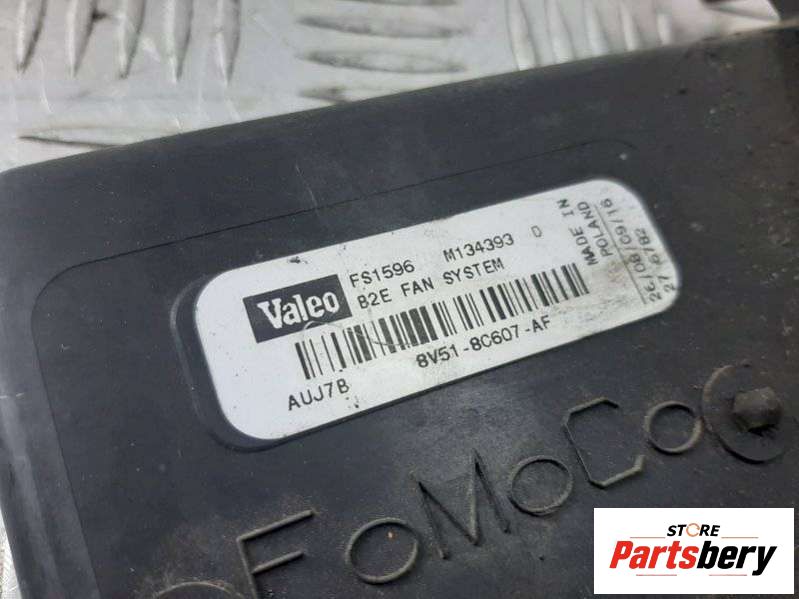 Valeo
FS1596 M134393 D
B2E FAN SYSTEM
8V51-8C607-AF
AUJ7B
MADE IN
POLAND
FoMoCo
STORE
Partsbery